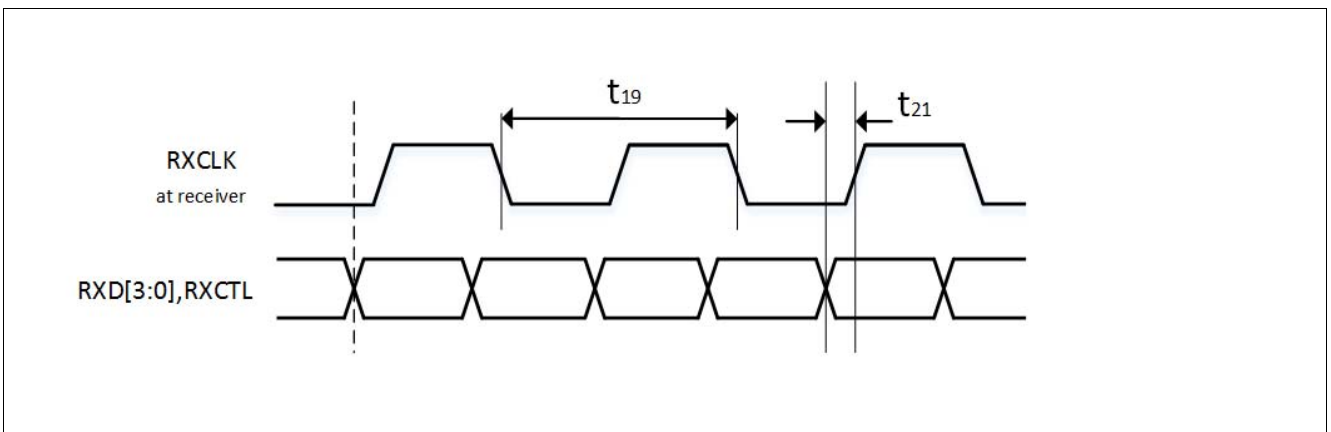 t19
t21
RXCLK
at receiver
RXD[3:0],RXCTL